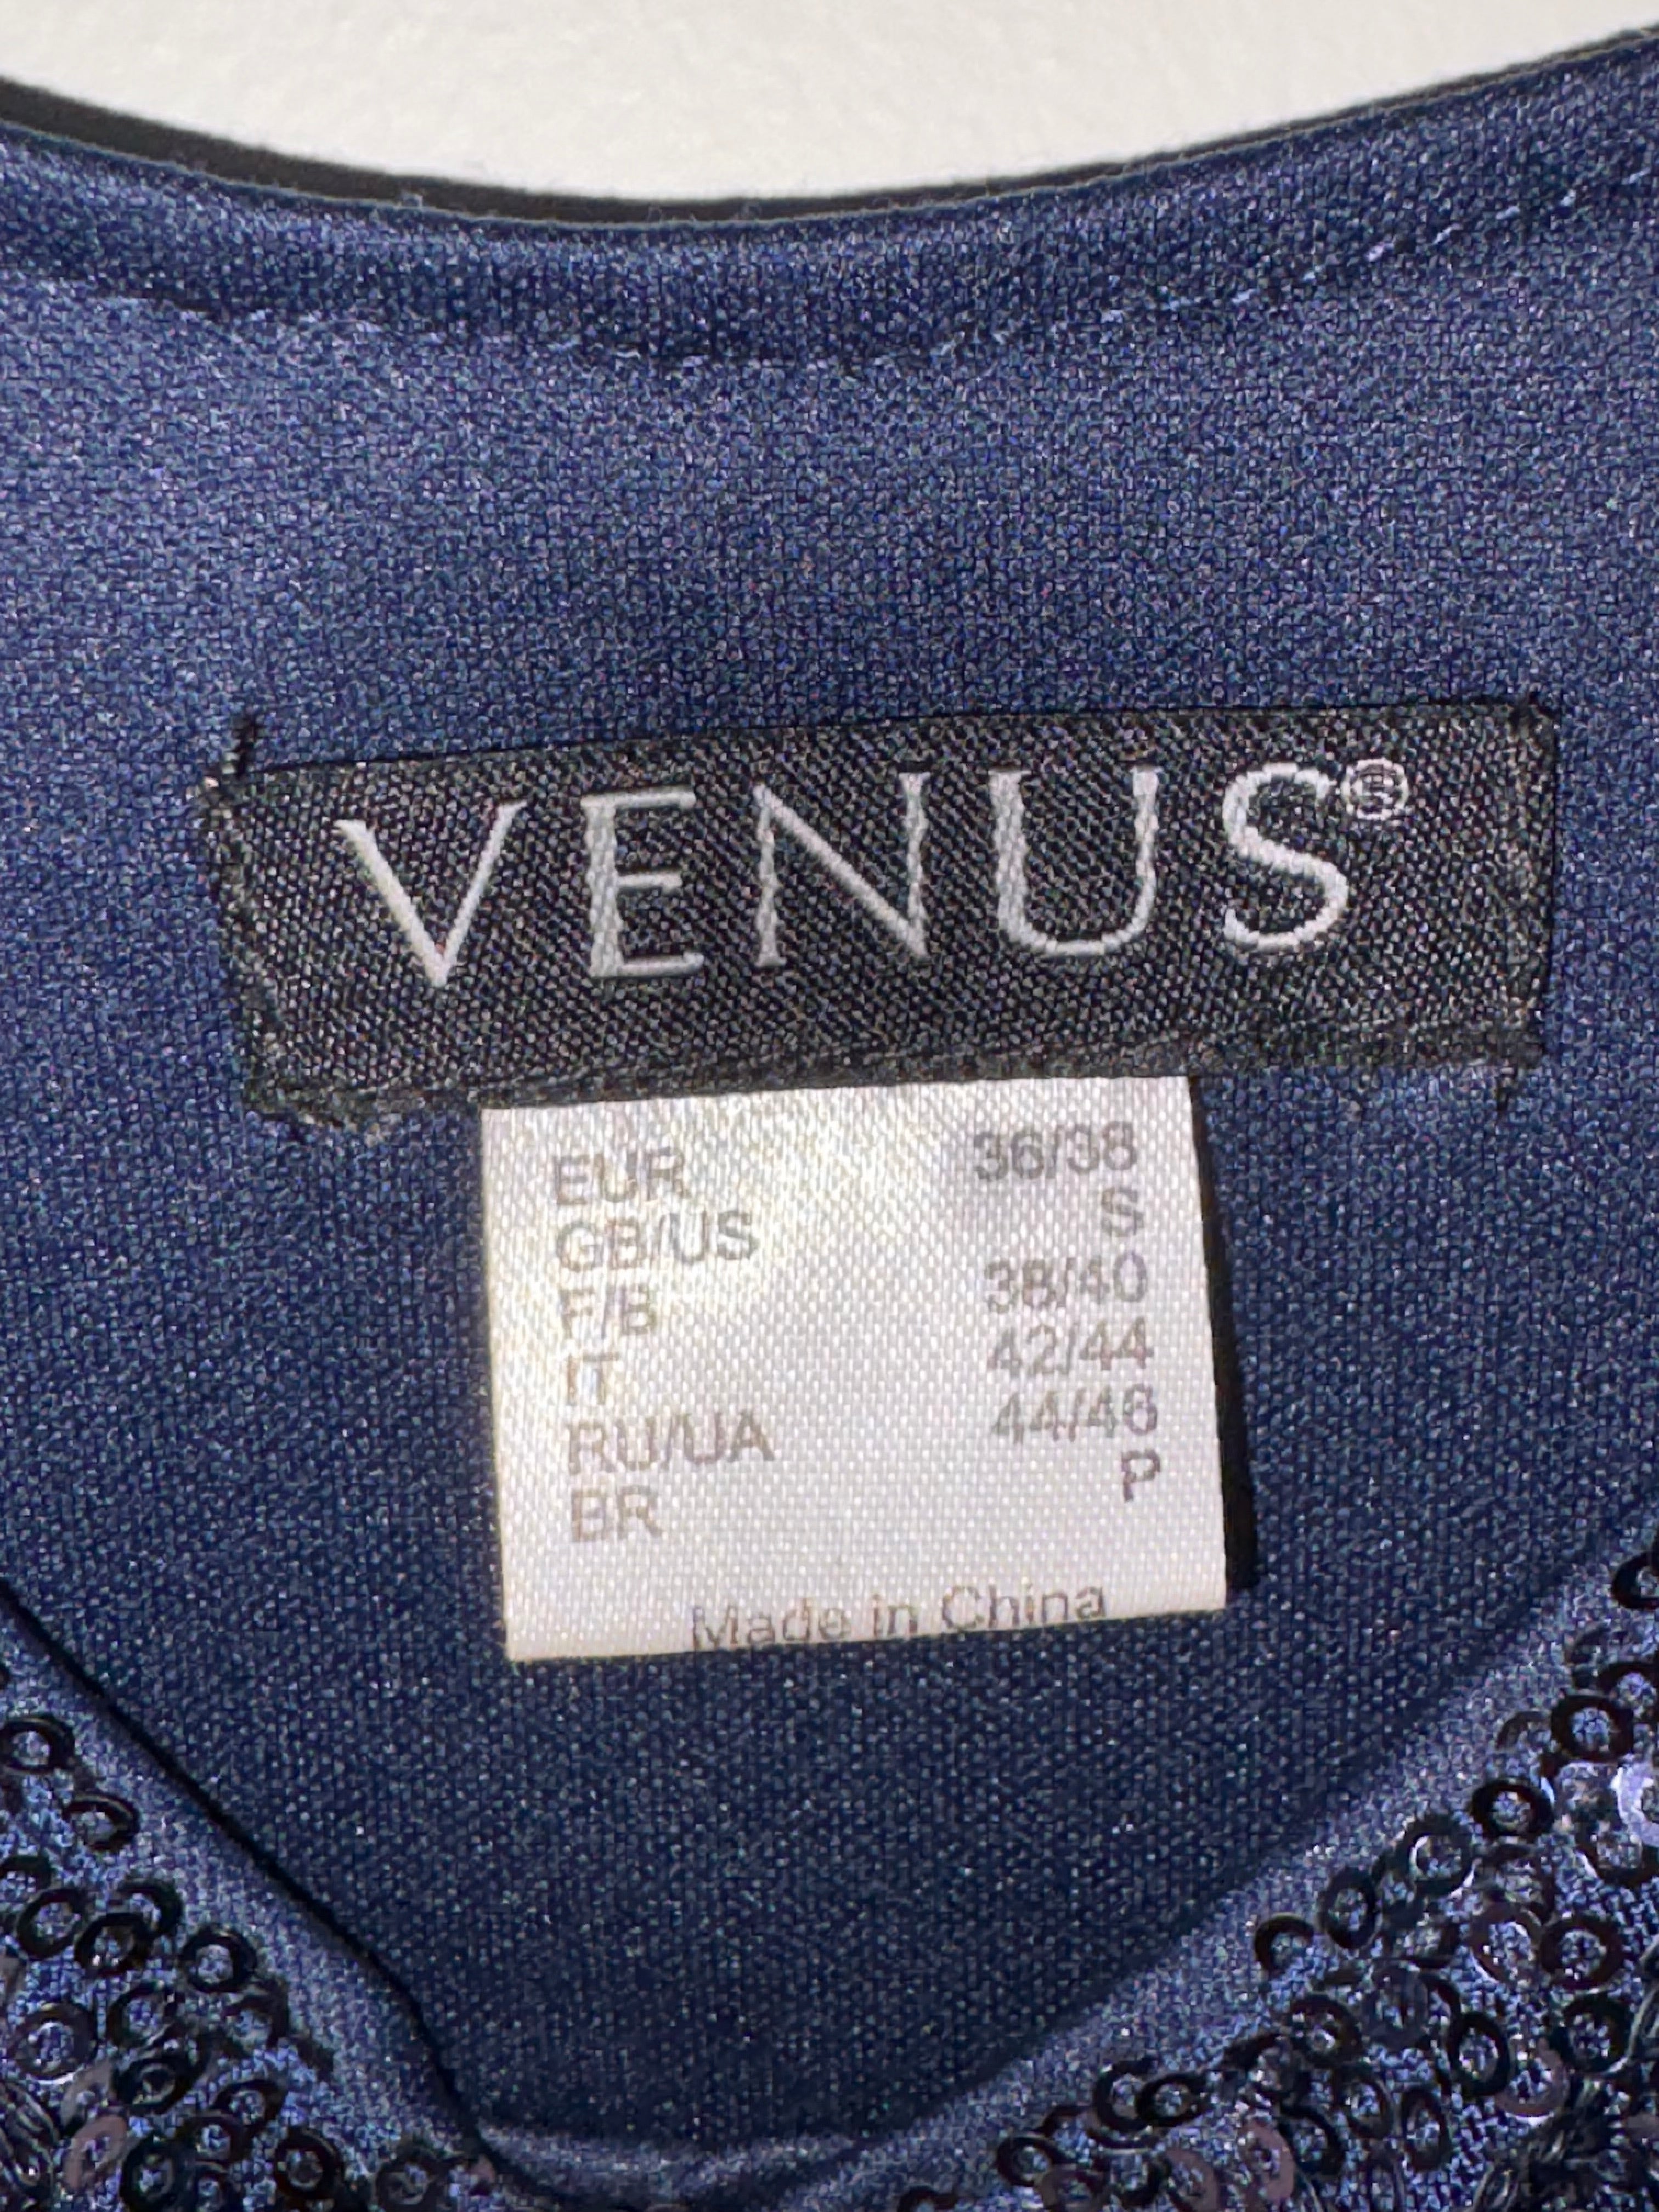 VENUS®
EUR 36/38
GB/US S
F/B 38/40
IT 42/44
RU/UA 44/46
BR P
Made in China